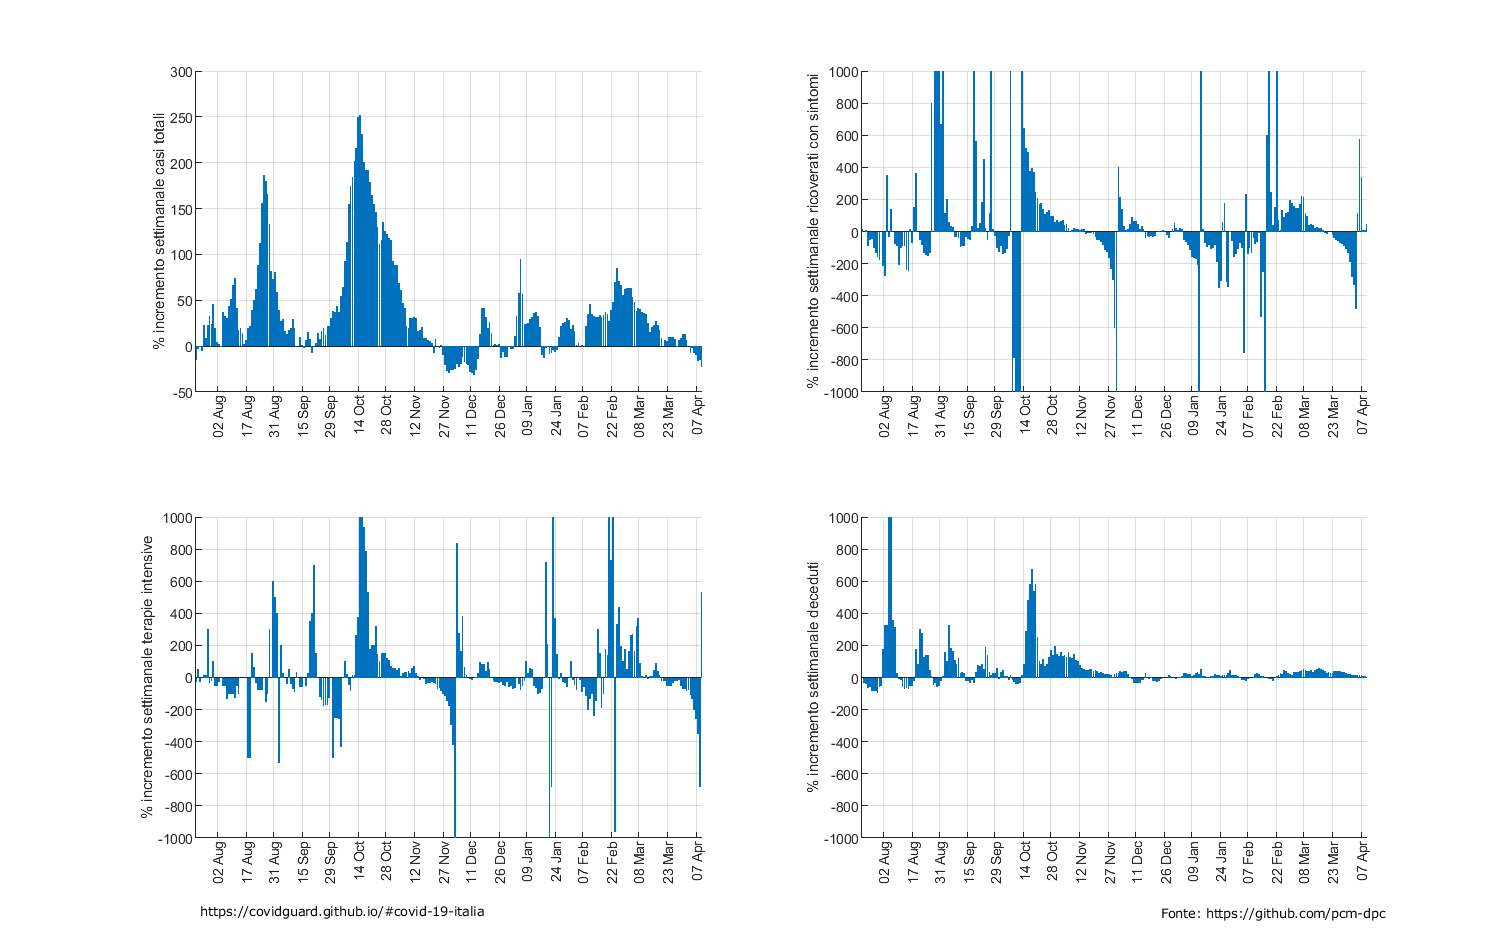 % incremento settimanale casi totali
300
250
200
150
100
50
0
-50
02 Aug
17 Aug
31 Aug
15 Sep
29 Sep
14 Oct
28 Oct
12 Nov
27 Nov
11 Dec
26 Dec
09 Jan
24 Jan
07 Feb
22 Feb
08 Mar
23 Mar
07 Apr
% incremento settimanale ricoverati con sintomi
1000
800
600
400
200
0
-200
-400
-600
-800
-1000
02 Aug
17 Aug
31 Aug
15 Sep
29 Sep
14 Oct
28 Oct
12 Nov
27 Nov
11 Dec
26 Dec
09 Jan
24 Jan
07 Feb
22 Feb
08 Mar
23 Mar
07 Apr
% incremento settimanale terapie intensive
1000
800
600
400
200
0
-200
-400
-600
-800
-1000
02 Aug
17 Aug
31 Aug
15 Sep
29 Sep
14 Oct
28 Oct
12 Nov
27 Nov
11 Dec
26 Dec
09 Jan
24 Jan
07 Feb
22 Feb
08 Mar
23 Mar
07 Apr
% incremento settimanale deceduti
1000
800
600
400
200
0
-200
-400
-600
-800
-1000
02 Aug
17 Aug
31 Aug
15 Sep
29 Sep
14 Oct
28 Oct
12 Nov
27 Nov
11 Dec
26 Dec
09 Jan
24 Jan
07 Feb
22 Feb
08 Mar
23 Mar
07 Apr
https://covidguard.github.io/#covid-19-italia
Fonte: https://github.com/pcm-dpc